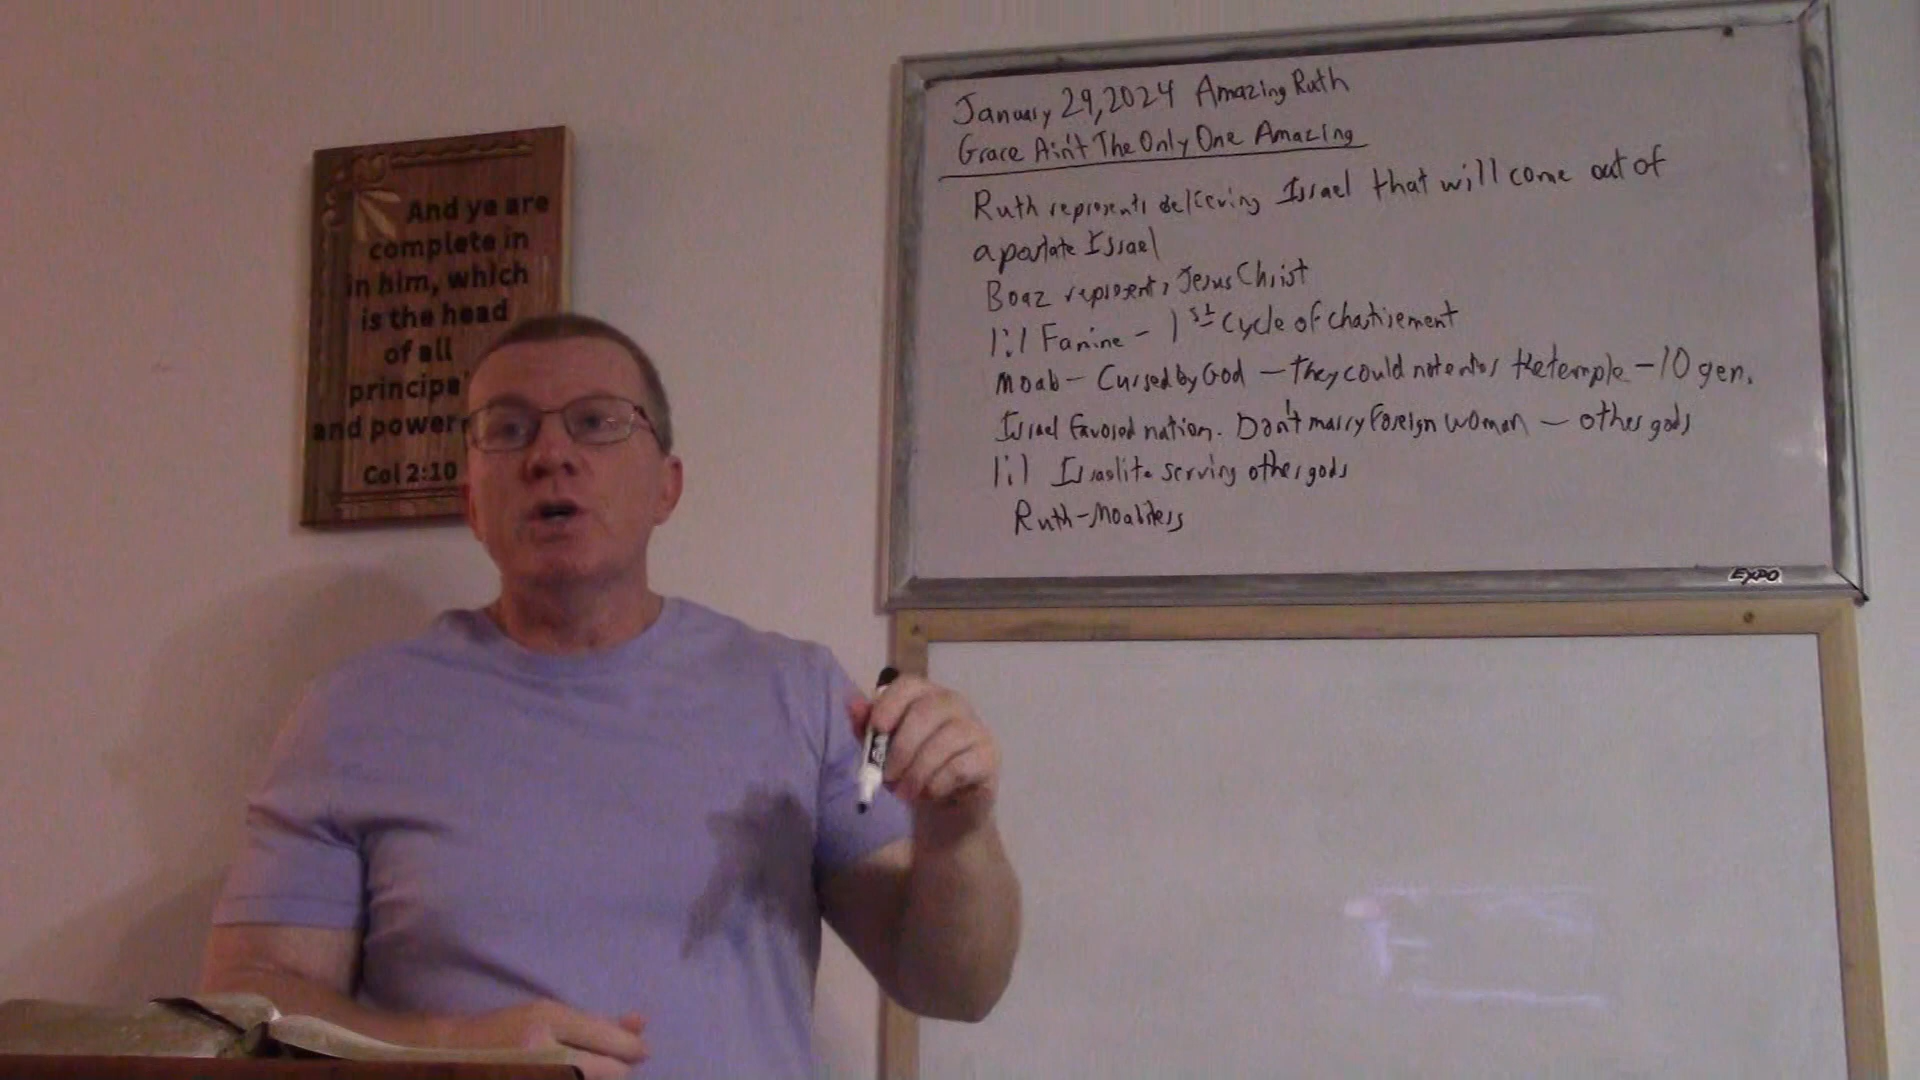 And ye are
complete in
in him, which
is the head
of all
principa
and power
Col 2:10
January 29, 2024 Amazing Ruth
Grace Ain't The Only One Amazing
Ruth represents believing Israel that will come out of
apostate Israel
Boaz represents Jesus Christ
1:1 Famine - 1st Cycle of chastisement
Moab - Cursed by God - They could not enter the temple - 10 gen.
Israel favored nation. Don't marry foreign woman - other gods
1:1 Israelite serving other gods
Ruth - Moabitess
EXPO